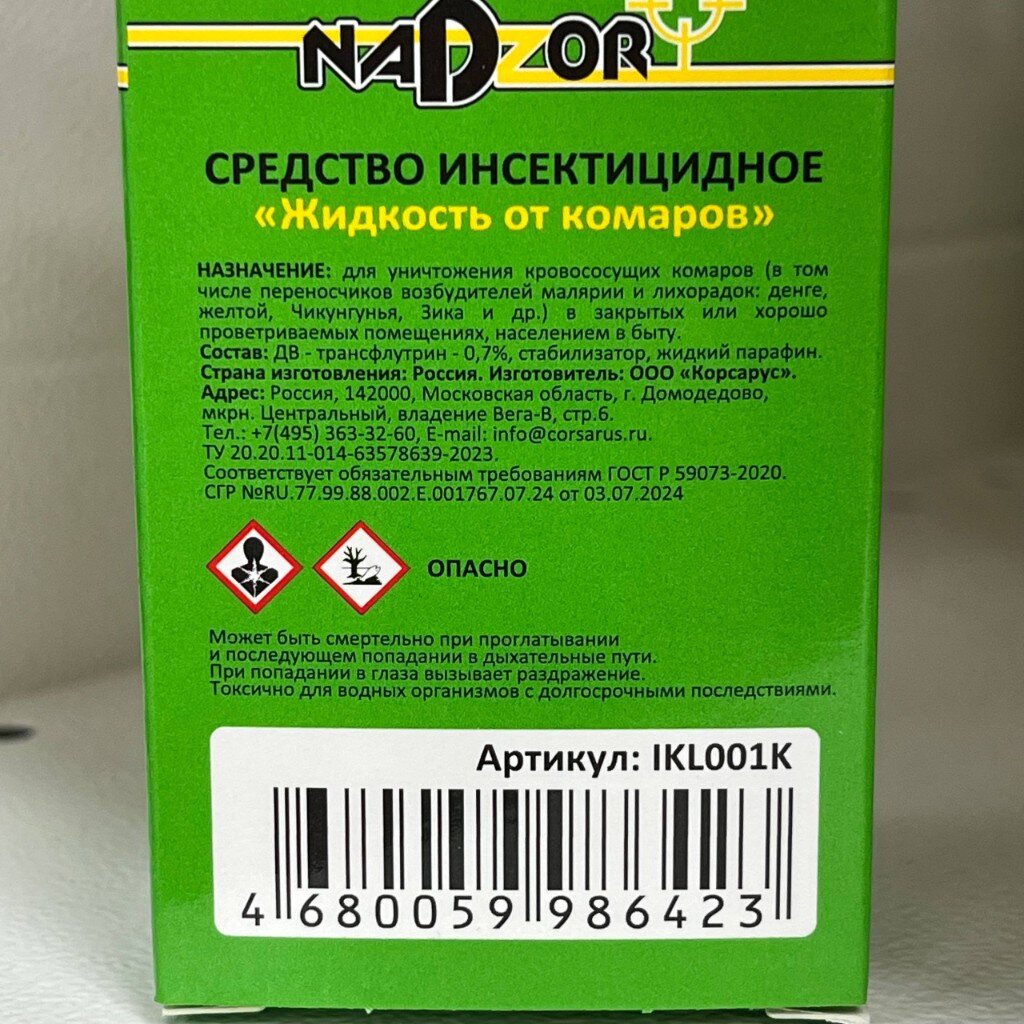 NADZOR
СРЕДСТВО ИНСЕКТИЦИДНОЕ
«Жидкость от комаров»
НАЗНАЧЕНИЕ: для уничтожения кровососущих комаров (в том
числе переносчиков возбудителей малярии и лихорадок: денге,
желтой, Чикунгунья, Зика и др.) в закрытых или хорошо
проветриваемых помещениях, населением в быту.
Состав: ДВ - трансфлутрин - 0,7%, стабилизатор, жидкий парафин.
Страна изготовления: Россия. Изготовитель: ООО «Корсарус».
Адрес: Россия, 142000, Московская область, г. Домодедово,
мкрн. Центральный, владение Вега-В, стр.6.
Тел.: +7(495) 363-32-60, E-mail: info@corsarus.ru.
ТУ 20.20.11-014-63578639-2023.
Соответствует обязательным требованиям ГОСТ Р 59073-2020.
СГР №RU.77.99.88.002.Е.001767.07.24 от 03.07.2024
ОПАСНО
Может быть смертельно при проглатывании
и последующем попадании в дыхательные пути.
При попадании в глаза вызывает раздражение.
Токсично для водных организмов с долгосрочными последствиями.
Артикул: IKL001K
4 680059 986423